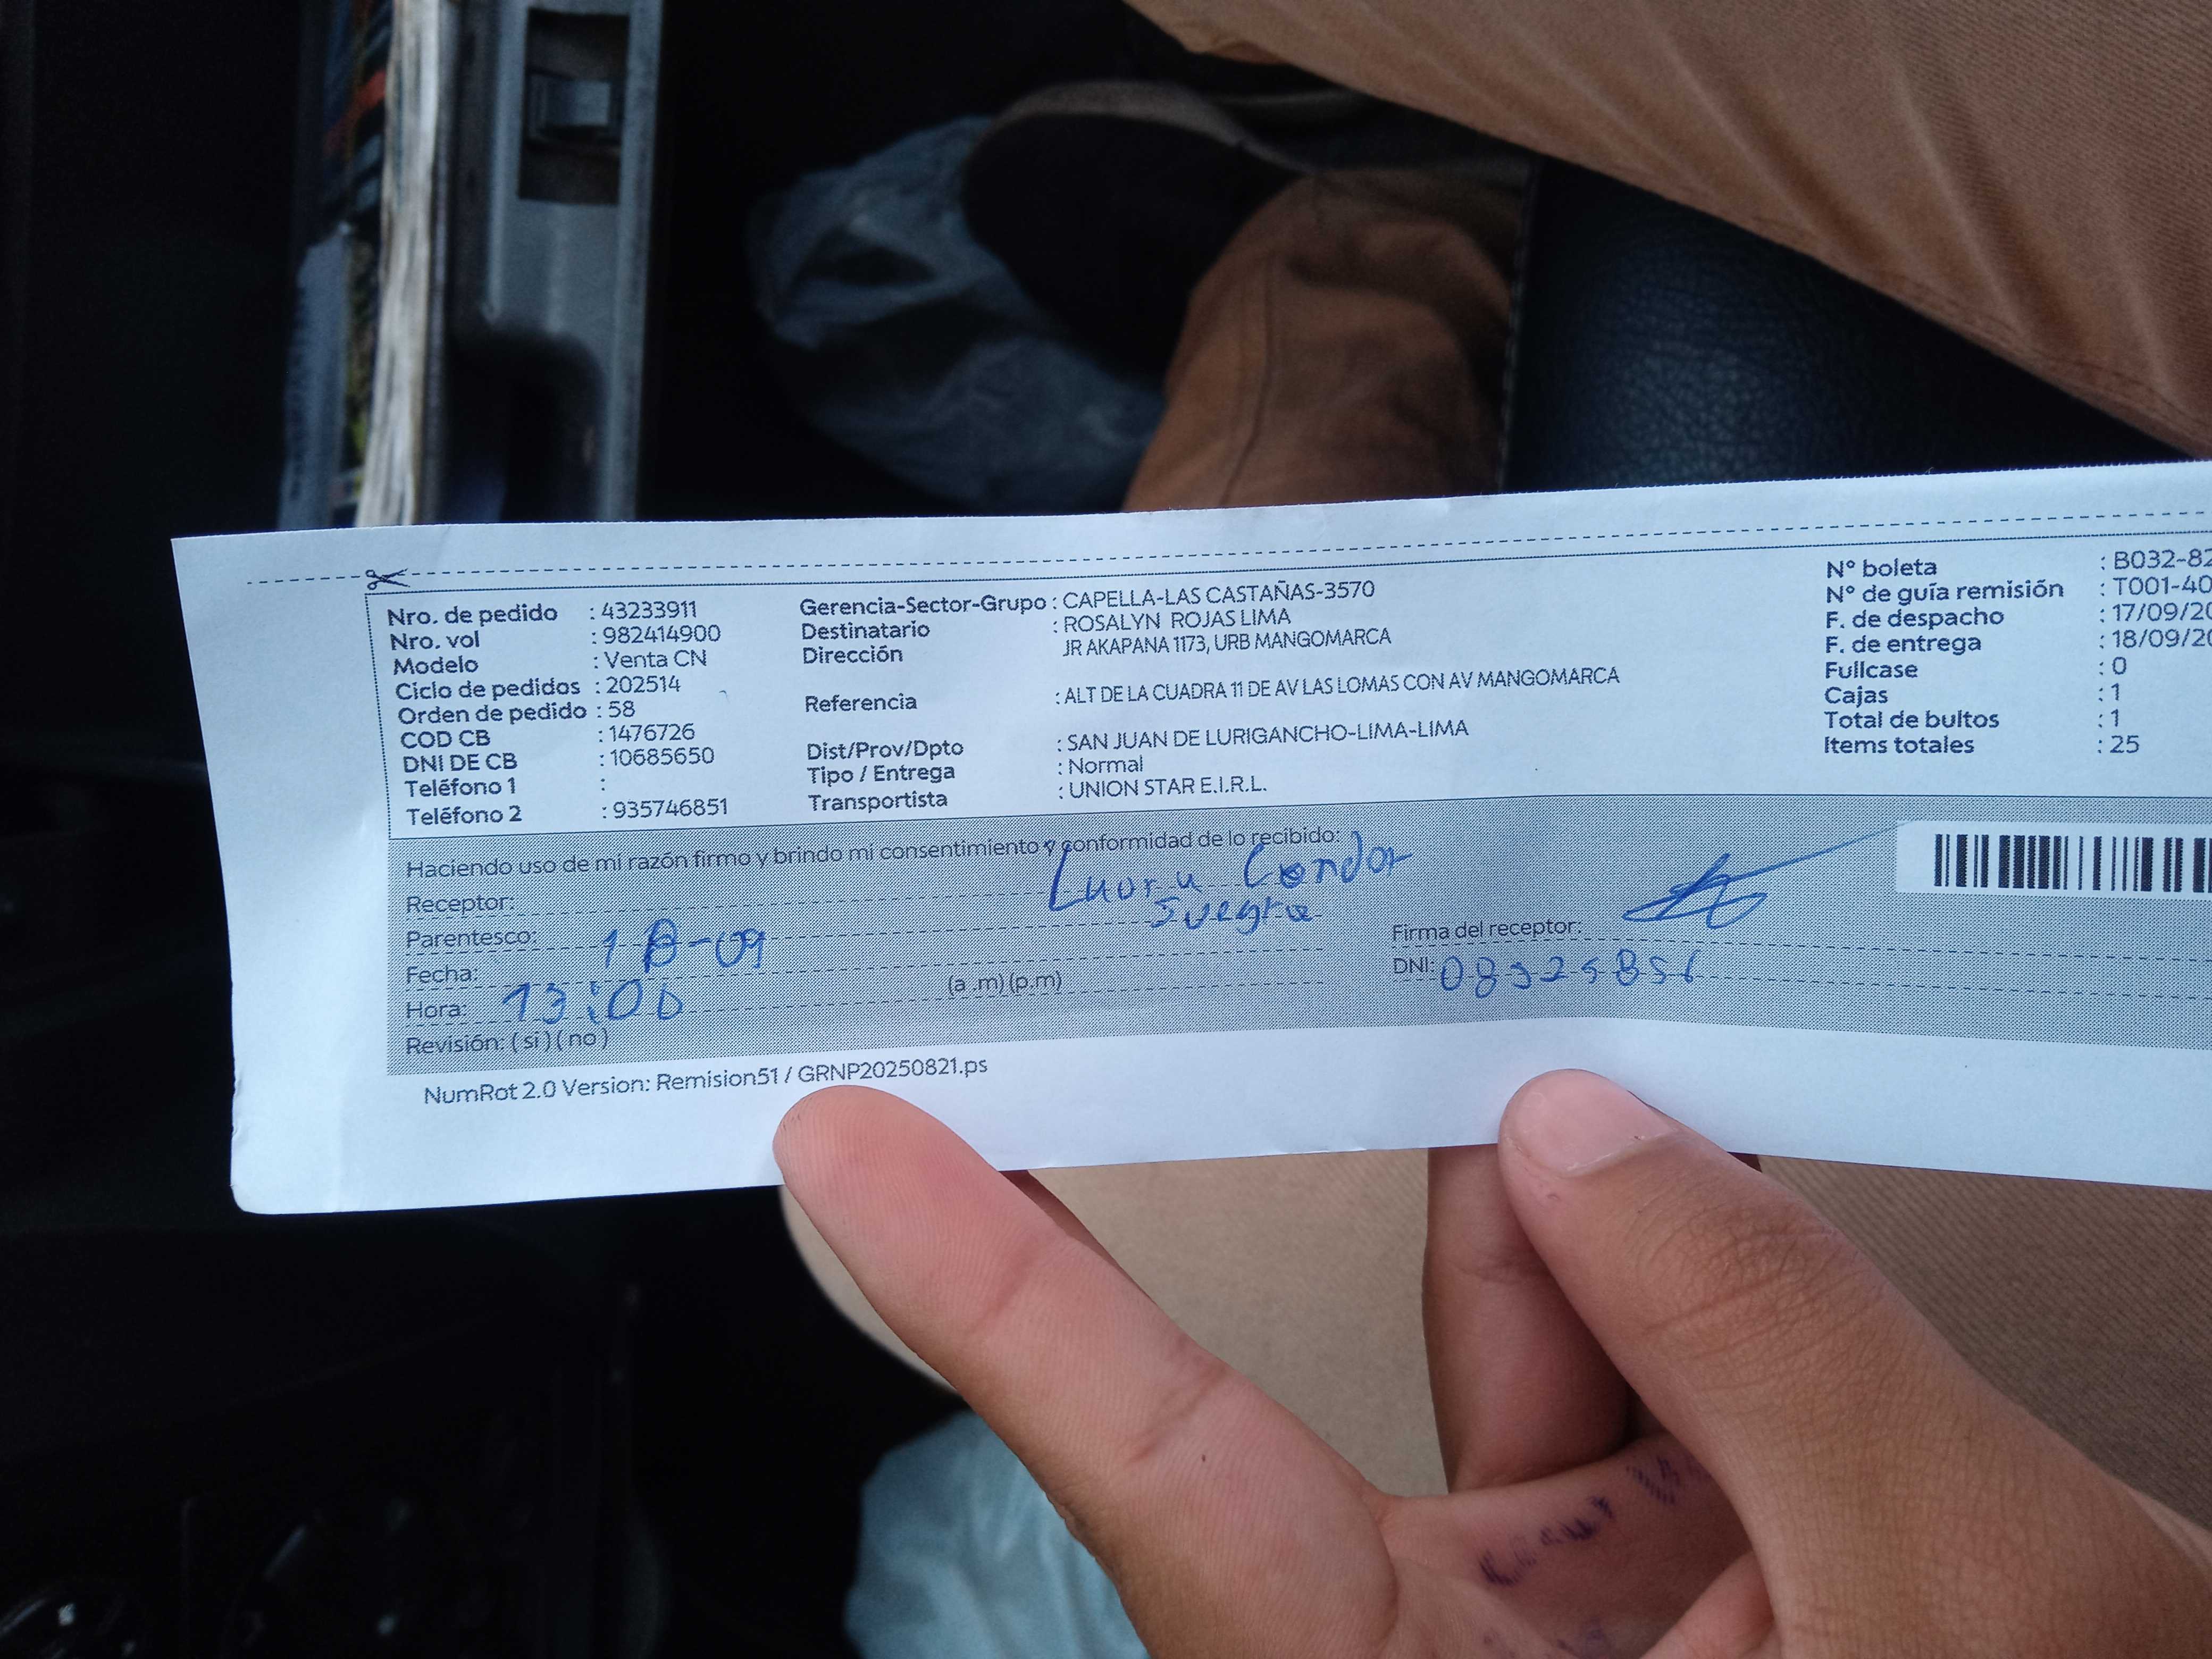 Nro. de pedido : 43233911
Nro. vol : 982414900
Modelo : Venta CN
Ciclo de pedidos : 202514
Orden de pedido : 58
COD CB : 1476726
DNI DE CB : 10685650
Teléfono 1 :
Teléfono 2 : 935746851
Gerencia-Sector-Grupo : CAPELLA-LAS CASTAÑAS-3570
Destinatario : ROSALYN ROJAS LIMA
Dirección JR AKAPANA 1173, URB MANGOMARCA
Referencia : ALT DE LA CUADRA 11 DE AV LAS LOMAS CON AV MANGOMARCA
Dist/Prov/Dpto : SAN JUAN DE LURIGANCHO-LIMA-LIMA
Tipo / Entrega : Normal
Transportista : UNION STAR E.I.R.L.
N° boleta : B032-82
N° de guía remisión : T001-40
F. de despacho : 17/09/20
F. de entrega : 18/09/20
Fullcase : 0
Cajas : 1
Total de bultos : 1
Items totales : 25
Haciendo uso de mi razón firmo y brindo mi consentimiento y conformidad de lo recibido:
Receptor:
Parentesco: Suegra
Fecha: 18-09
Hora: 13:00 (a .m) (p.m)
Revisión: ( si ) ( no )
Firma del receptor:
DNI:
NumRot 2.0 Version: Remision51 / GRNP20250821.ps